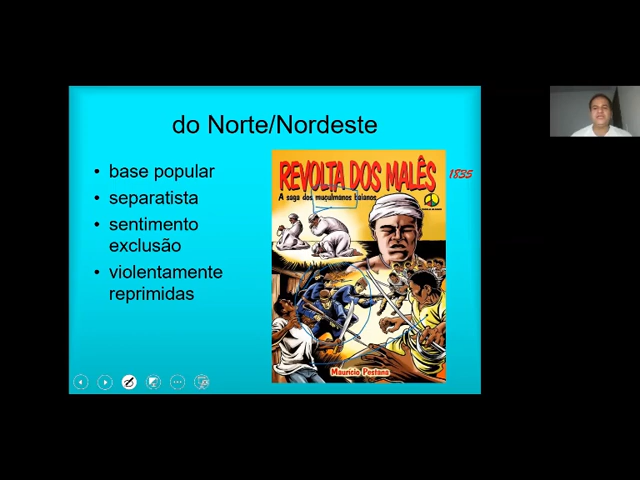 do Norte/Nordeste
• base popular
• separatista
• sentimento
exclusão
• violentamente
reprimidas
REVOLTA DOS MALÊS
1835
A saga dos muçulmanos baianos
Maurício Pestana